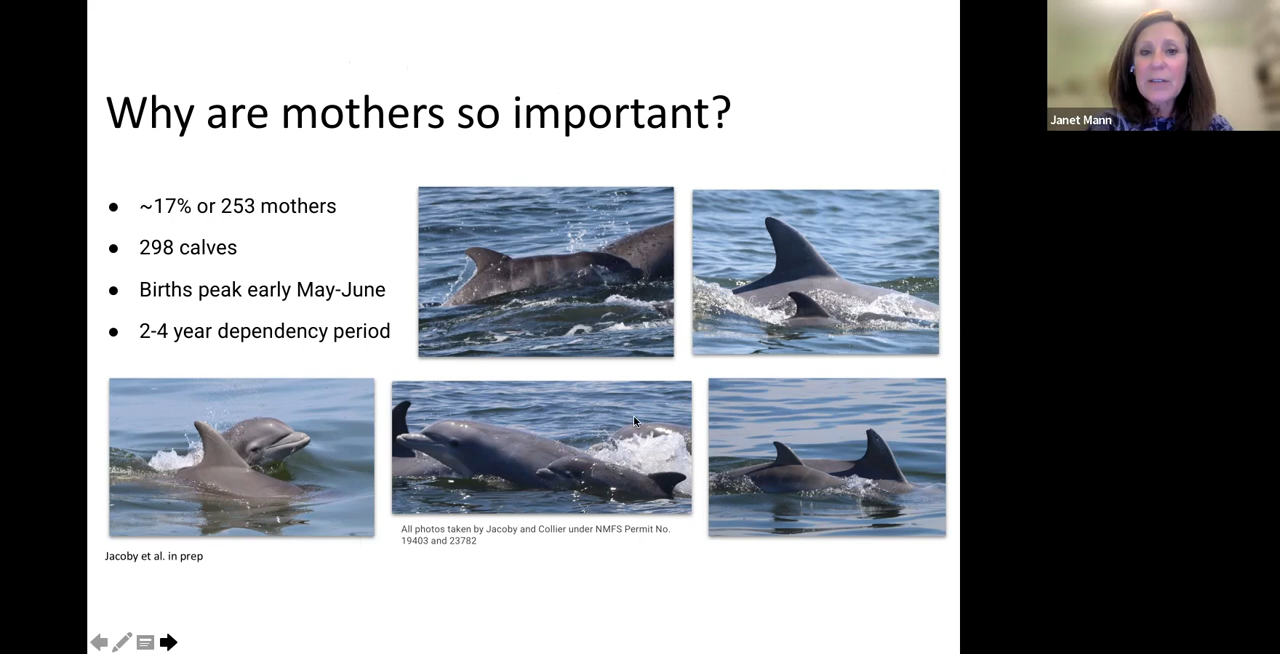 Why are mothers so important?
● ~17% or 253 mothers
● 298 calves
● Births peak early May-June
● 2-4 year dependency period
All photos taken by Jacoby and Collier under NMFS Permit No.
19403 and 23782
Jacoby et al. in prep
Janet Mann